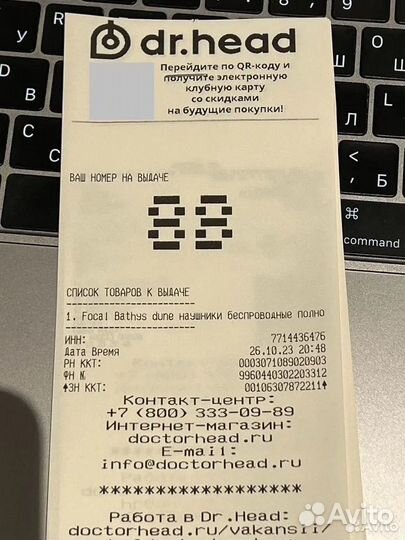 dr.head
Перейдите по QR-коду и
получите электронную
клубную карту
со скидками
на будущие покупки!
ВАШ НОМЕР НА ВЫДАЧЕ
88
СПИСОК ТОВАРОВ К ВЫДАЧЕ
------------------------
1. Focal Bathys dune наушники беспроводные полно
------------------------
ИНН: 7714436476
Дата Время 26.10.23 20:48
РН ККТ: 0003071089020903
ФН № 9960440302203312
↟ЗН ККТ: 00106307872211↟
Контакт-центр:
+7 (800) 333-09-89
Интернет-магазин:
doctorhead.ru
E-mail:
info@doctorhead.ru
******************
Работа в Dr.Head:
doctorhead.ru/vakansii/
⌘
command
Б
Avito